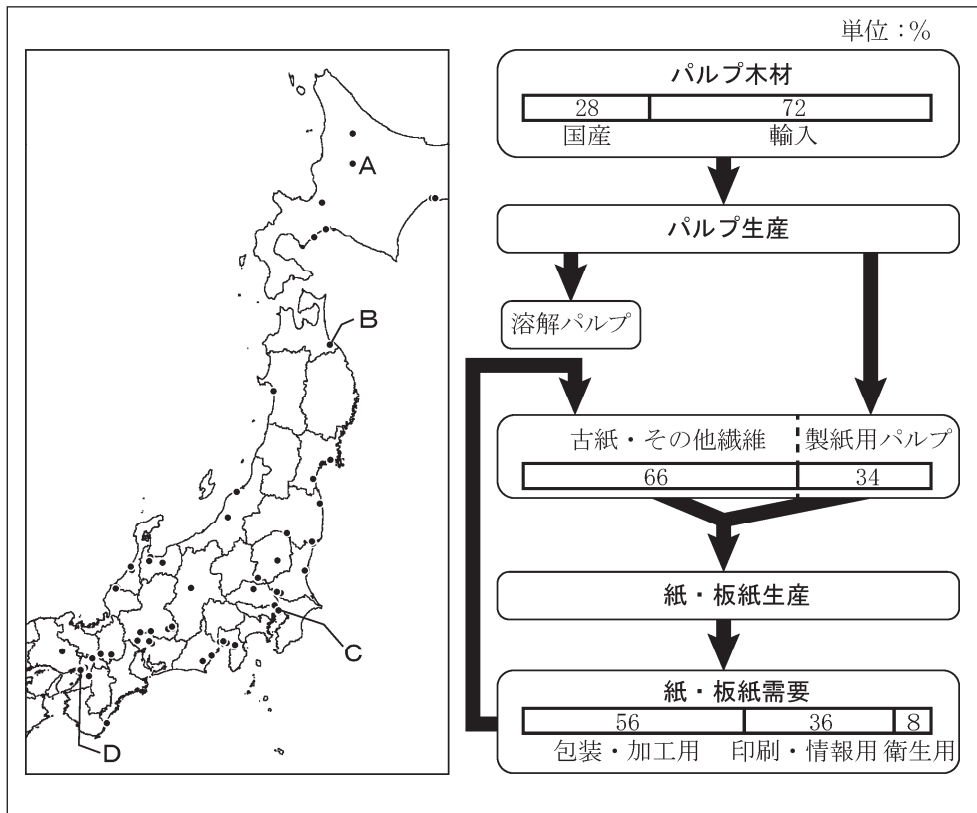 単位：%
パルプ木材
28 72
国産 輸入
パルプ生産
溶解パルプ
古紙・その他繊維 製紙用パルプ
66 34
紙・板紙生産
紙・板紙需要
56 36 8
包装・加工用 印刷・情報用 衛生用
A
B
C
D